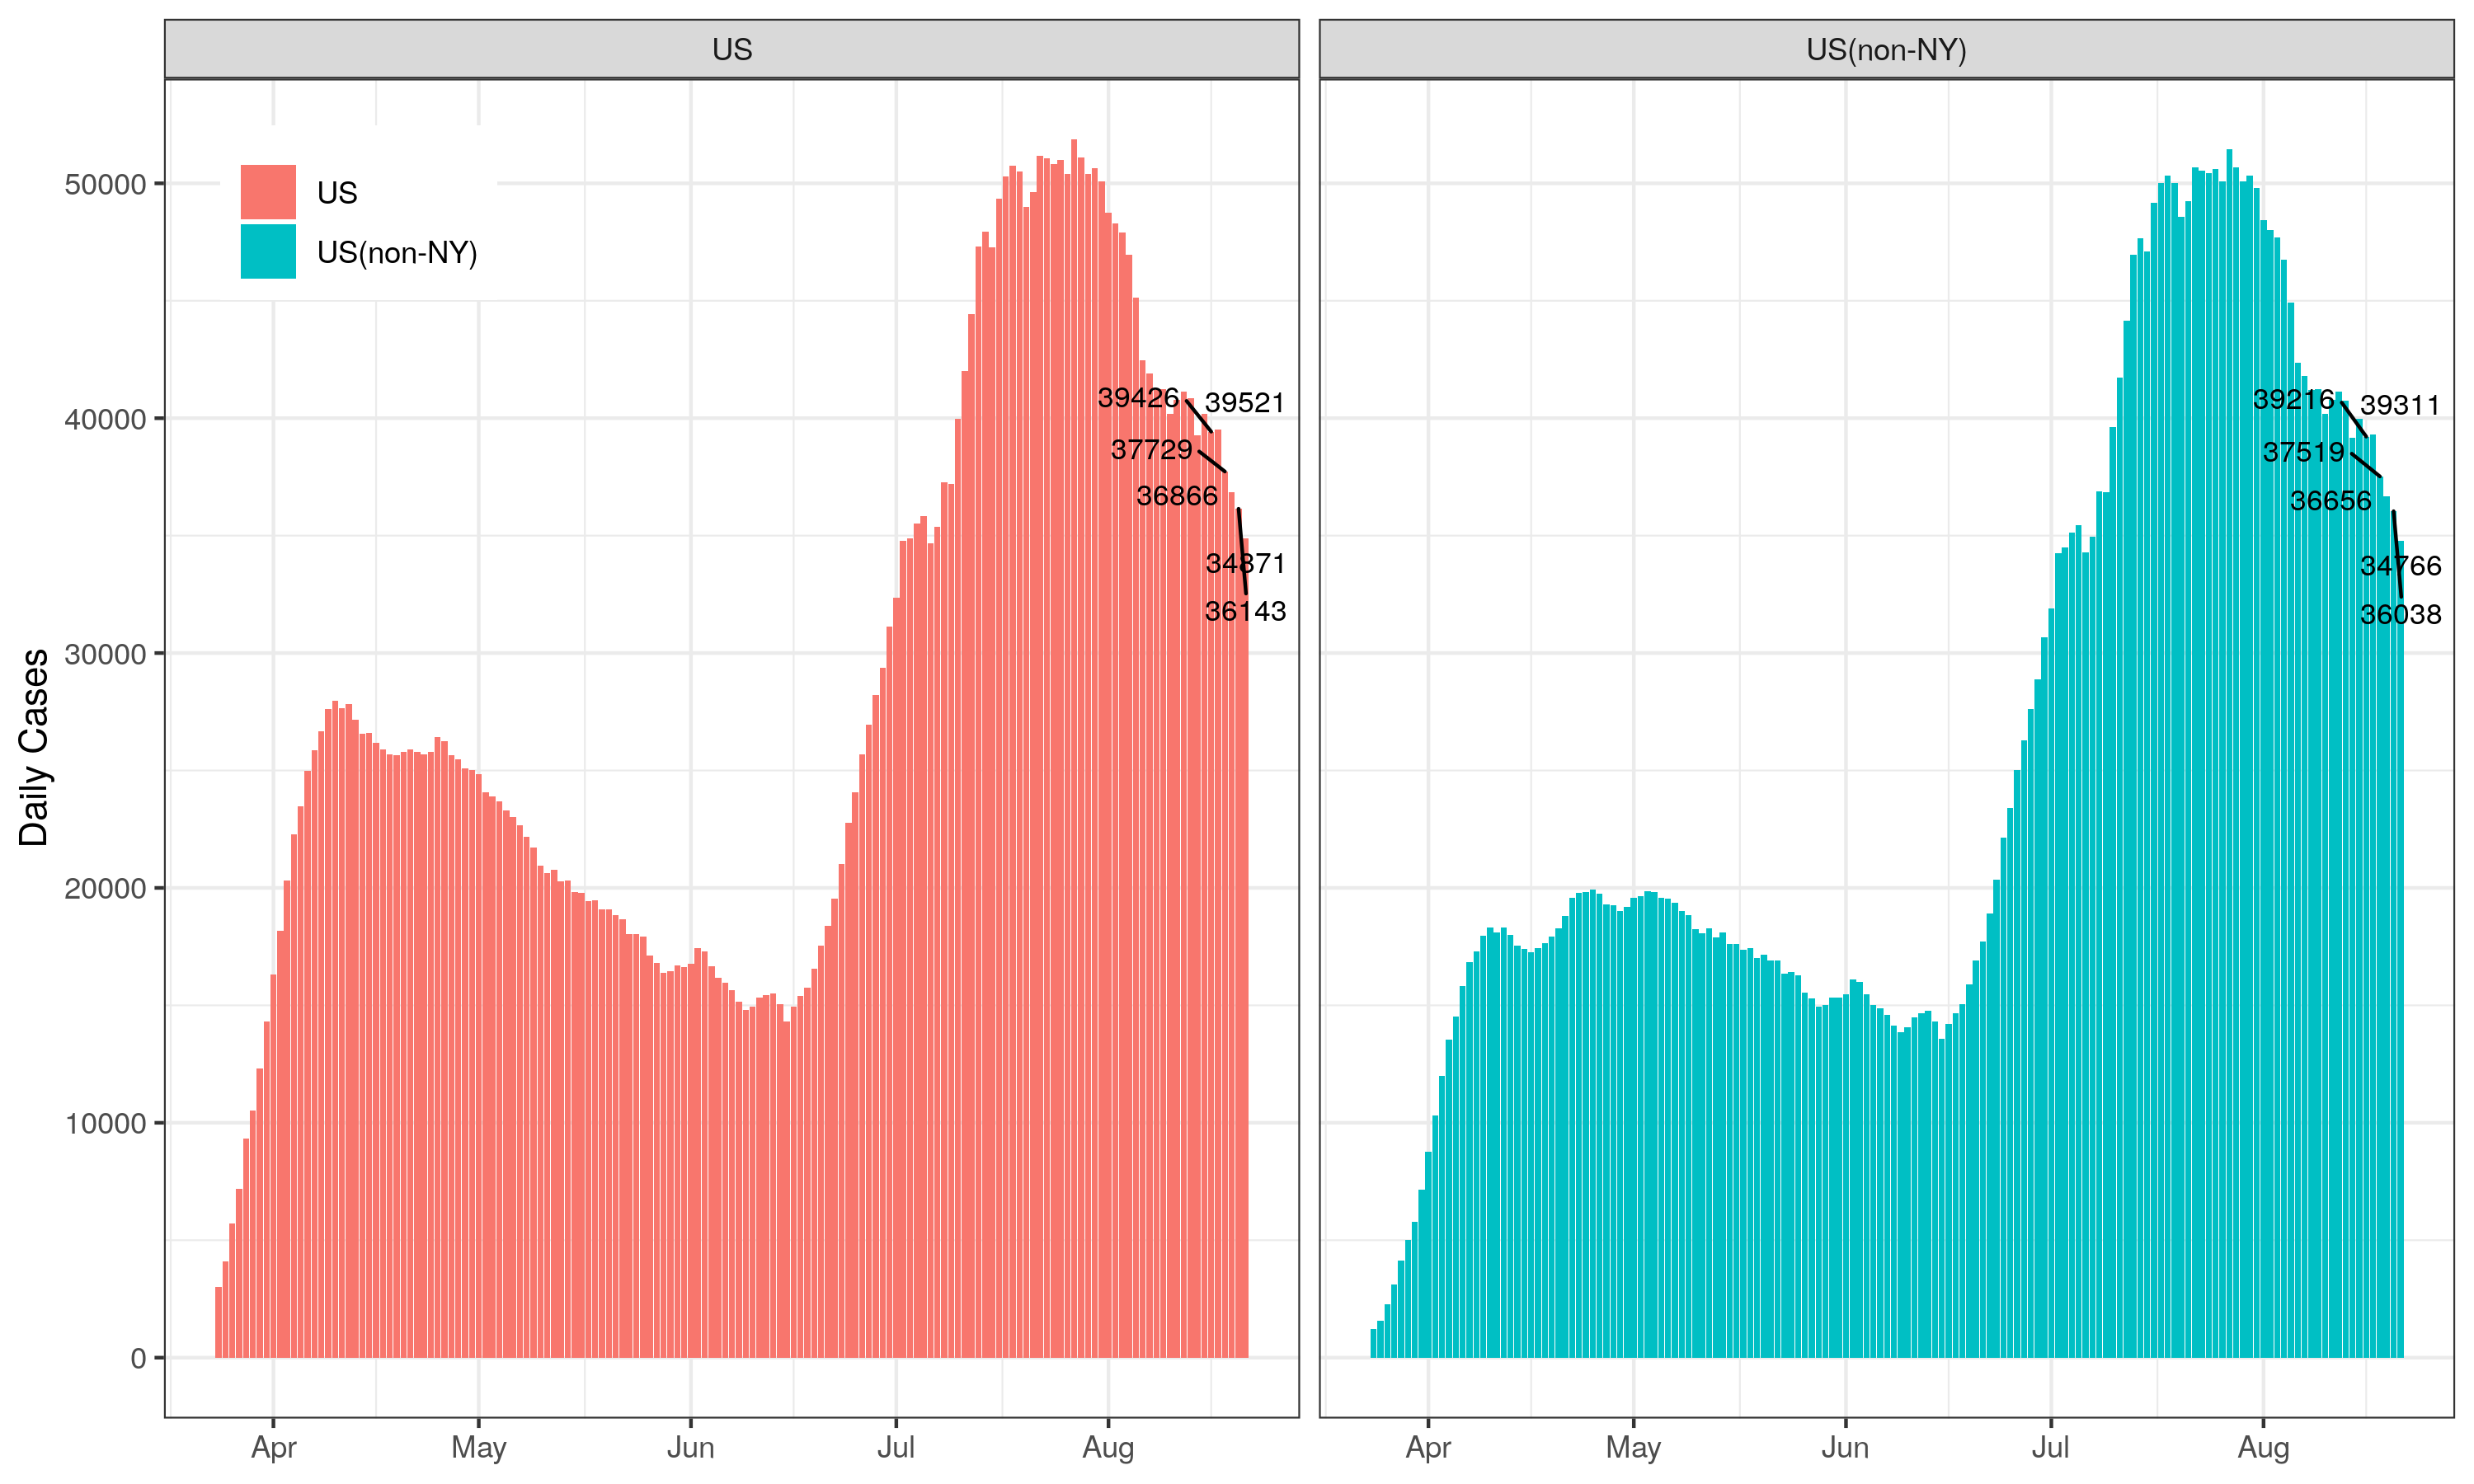 US
US(non-NY)
US
US(non-NY)
Daily Cases
50000
40000
30000
20000
10000
0
39426
39521
37729
36866
34871
36143
39216
39311
37519
36656
34766
36038
Apr
May
Jun
Jul
Aug
Apr
May
Jun
Jul
Aug